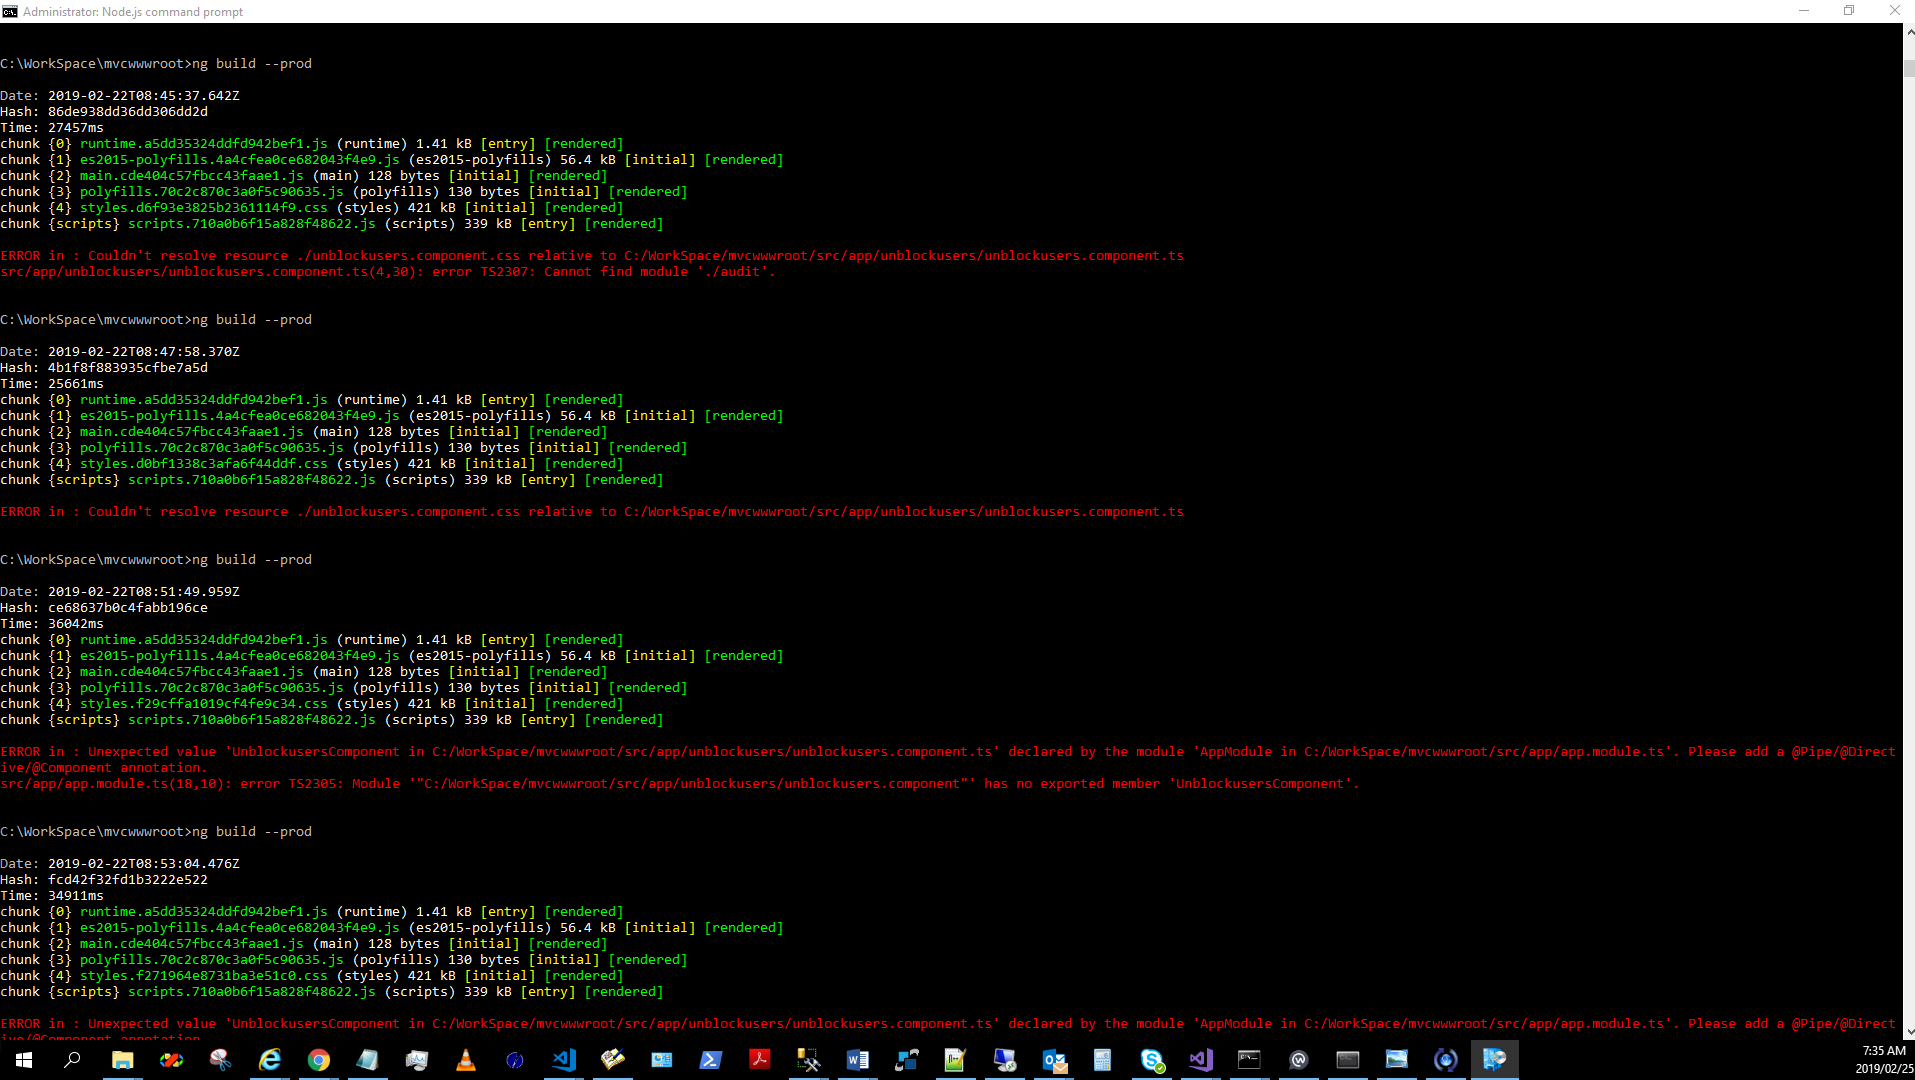 Administrator: Node.js command prompt
C:\WorkSpace\mvcwwwroot>ng build --prod
Date: 2019-02-22T08:45:37.642Z
Hash: 86de938dd36dd306dd2d
Time: 27457ms
chunk {0} runtime.a5dd35324ddfd942bef1.js (runtime) 1.41 kB [entry] [rendered]
chunk {1} es2015-polyfills.4a4cfea0ce682043f4e9.js (es2015-polyfills) 56.4 kB [initial] [rendered]
chunk {2} main.cde404c57fbcc43faae1.js (main) 128 bytes [initial] [rendered]
chunk {3} polyfills.70c2c870c3a0f5c90635.js (polyfills) 130 bytes [initial] [rendered]
chunk {4} styles.d6f93e3825b2361114f9.css (styles) 421 kB [initial] [rendered]
chunk {scripts} scripts.710a0b6f15a828f48622.js (scripts) 339 kB [entry] [rendered]
ERROR in : Couldn't resolve resource ./unblockusers.component.css relative to C:/WorkSpace/mvcwwwroot/src/app/unblockusers/unblockusers.component.ts
src/app/unblockusers/unblockusers.component.ts(4,30): error TS2307: Cannot find module './audit'.
C:\WorkSpace\mvcwwwroot>ng build --prod
Date: 2019-02-22T08:47:58.370Z
Hash: 4b1f8f883935cfbe7a5d
Time: 25661ms
chunk {0} runtime.a5dd35324ddfd942bef1.js (runtime) 1.41 kB [entry] [rendered]
chunk {1} es2015-polyfills.4a4cfea0ce682043f4e9.js (es2015-polyfills) 56.4 kB [initial] [rendered]
chunk {2} main.cde404c57fbcc43faae1.js (main) 128 bytes [initial] [rendered]
chunk {3} polyfills.70c2c870c3a0f5c90635.js (polyfills) 130 bytes [initial] [rendered]
chunk {4} styles.d0bf1338c3afa6f44ddf.css (styles) 421 kB [initial] [rendered]
chunk {scripts} scripts.710a0b6f15a828f48622.js (scripts) 339 kB [entry] [rendered]
ERROR in : Couldn't resolve resource ./unblockusers.component.css relative to C:/WorkSpace/mvcwwwroot/src/app/unblockusers/unblockusers.component.ts
C:\WorkSpace\mvcwwwroot>ng build --prod
Date: 2019-02-22T08:51:49.959Z
Hash: ce68637b0c4fabb196ce
Time: 36042ms
chunk {0} runtime.a5dd35324ddfd942bef1.js (runtime) 1.41 kB [entry] [rendered]
chunk {1} es2015-polyfills.4a4cfea0ce682043f4e9.js (es2015-polyfills) 56.4 kB [initial] [rendered]
chunk {2} main.cde404c57fbcc43faae1.js (main) 128 bytes [initial] [rendered]
chunk {3} polyfills.70c2c870c3a0f5c90635.js (polyfills) 130 bytes [initial] [rendered]
chunk {4} styles.f29cffa1019cf4fe9c34.css (styles) 421 kB [initial] [rendered]
chunk {scripts} scripts.710a0b6f15a828f48622.js (scripts) 339 kB [entry] [rendered]
ERROR in : Unexpected value 'UnblockusersComponent in C:/WorkSpace/mvcwwwroot/src/app/unblockusers/unblockusers.component.ts' declared by the module 'AppModule in C:/WorkSpace/mvcwwwroot/src/app/app.module.ts'. Please add a @Pipe/@Direct
ive/@Component annotation.
src/app/app.module.ts(18,10): error TS2305: Module '"C:/WorkSpace/mvcwwwroot/src/app/unblockusers/unblockusers.component"' has no exported member 'UnblockusersComponent'.
C:\WorkSpace\mvcwwwroot>ng build --prod
Date: 2019-02-22T08:53:04.476Z
Hash: fcd42f32fd1b3222e522
Time: 34911ms
chunk {0} runtime.a5dd35324ddfd942bef1.js (runtime) 1.41 kB [entry] [rendered]
chunk {1} es2015-polyfills.4a4cfea0ce682043f4e9.js (es2015-polyfills) 56.4 kB [initial] [rendered]
chunk {2} main.cde404c57fbcc43faae1.js (main) 128 bytes [initial] [rendered]
chunk {3} polyfills.70c2c870c3a0f5c90635.js (polyfills) 130 bytes [initial] [rendered]
chunk {4} styles.f271964e8731ba3e51c0.css (styles) 421 kB [initial] [rendered]
chunk {scripts} scripts.710a0b6f15a828f48622.js (scripts) 339 kB [entry] [rendered]
ERROR in : Unexpected value 'UnblockusersComponent in C:/WorkSpace/mvcwwwroot/src/app/unblockusers/unblockusers.component.ts' declared by the module 'AppModule in C:/WorkSpace/mvcwwwroot/src/app/app.module.ts'. Please add a @Pipe/@Direct
ive/@Component annotation.
7:35 AM
2019/02/25